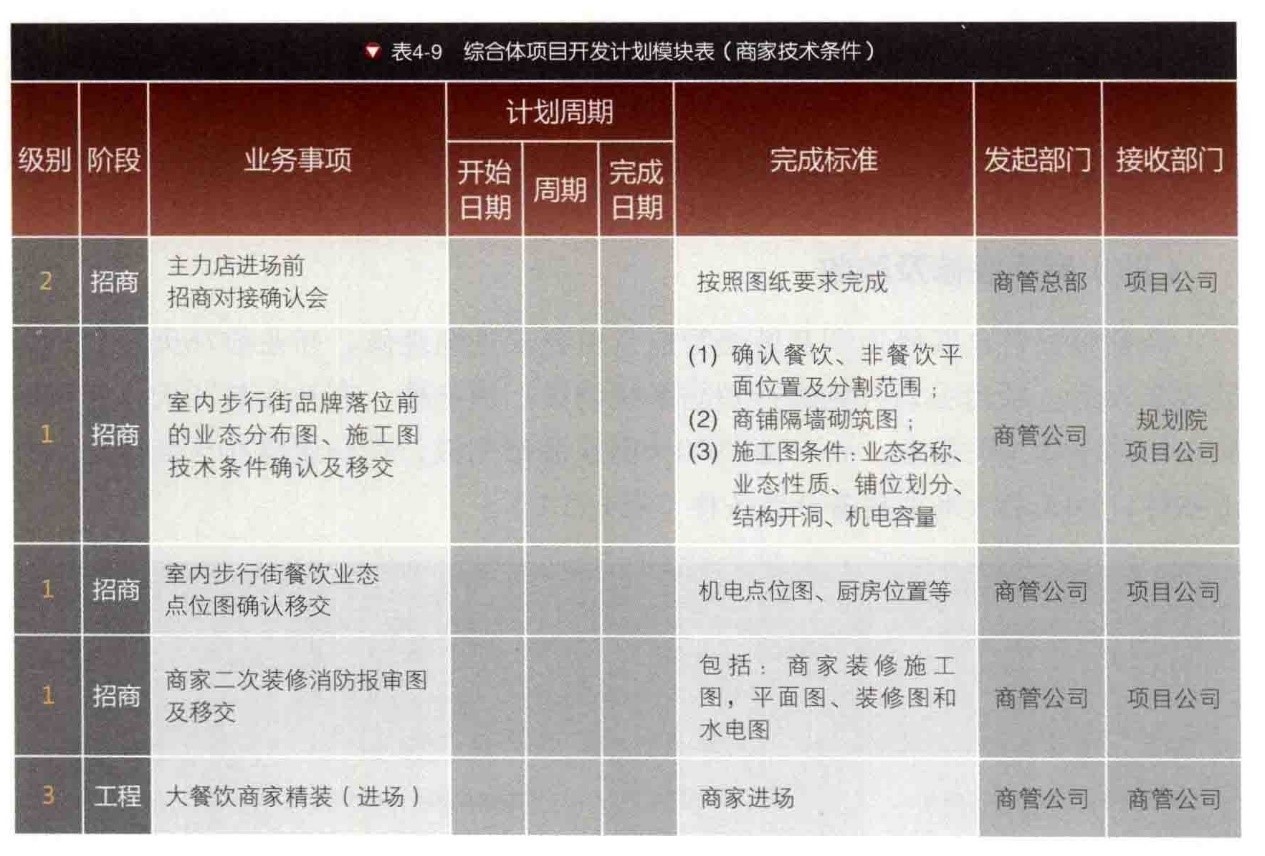 表4-9 综合体项目开发计划模块表（商家技术条件）
级别 阶段 业务事项 计划周期 完成标准 发起部门 接收部门
开始日期 周期 完成日期
2 招商
主力店进场前
招商对接确认会
按照图纸要求完成
商管总部 项目公司
1 招商
室内步行街品牌落位前
的业态分布图、施工图
技术条件确认及移交
(1) 确认餐饮、非餐饮平
面位置及分割范围；
(2) 商铺隔墙砌筑图；
(3) 施工图条件：业态名称、
业态性质、铺位划分、
结构开洞、机电容量
商管公司
规划院
项目公司
1 招商
室内步行街餐饮业态
点位图确认移交
机电点位图、厨房位置等
商管公司 项目公司
1 招商
商家二次装修消防报审图
及移交
包括：商家装修施工
图，平面图、装修图和
水电图
商管公司 项目公司
3 工程 大餐饮商家精装（进场） 商家进场 商管公司 商管公司